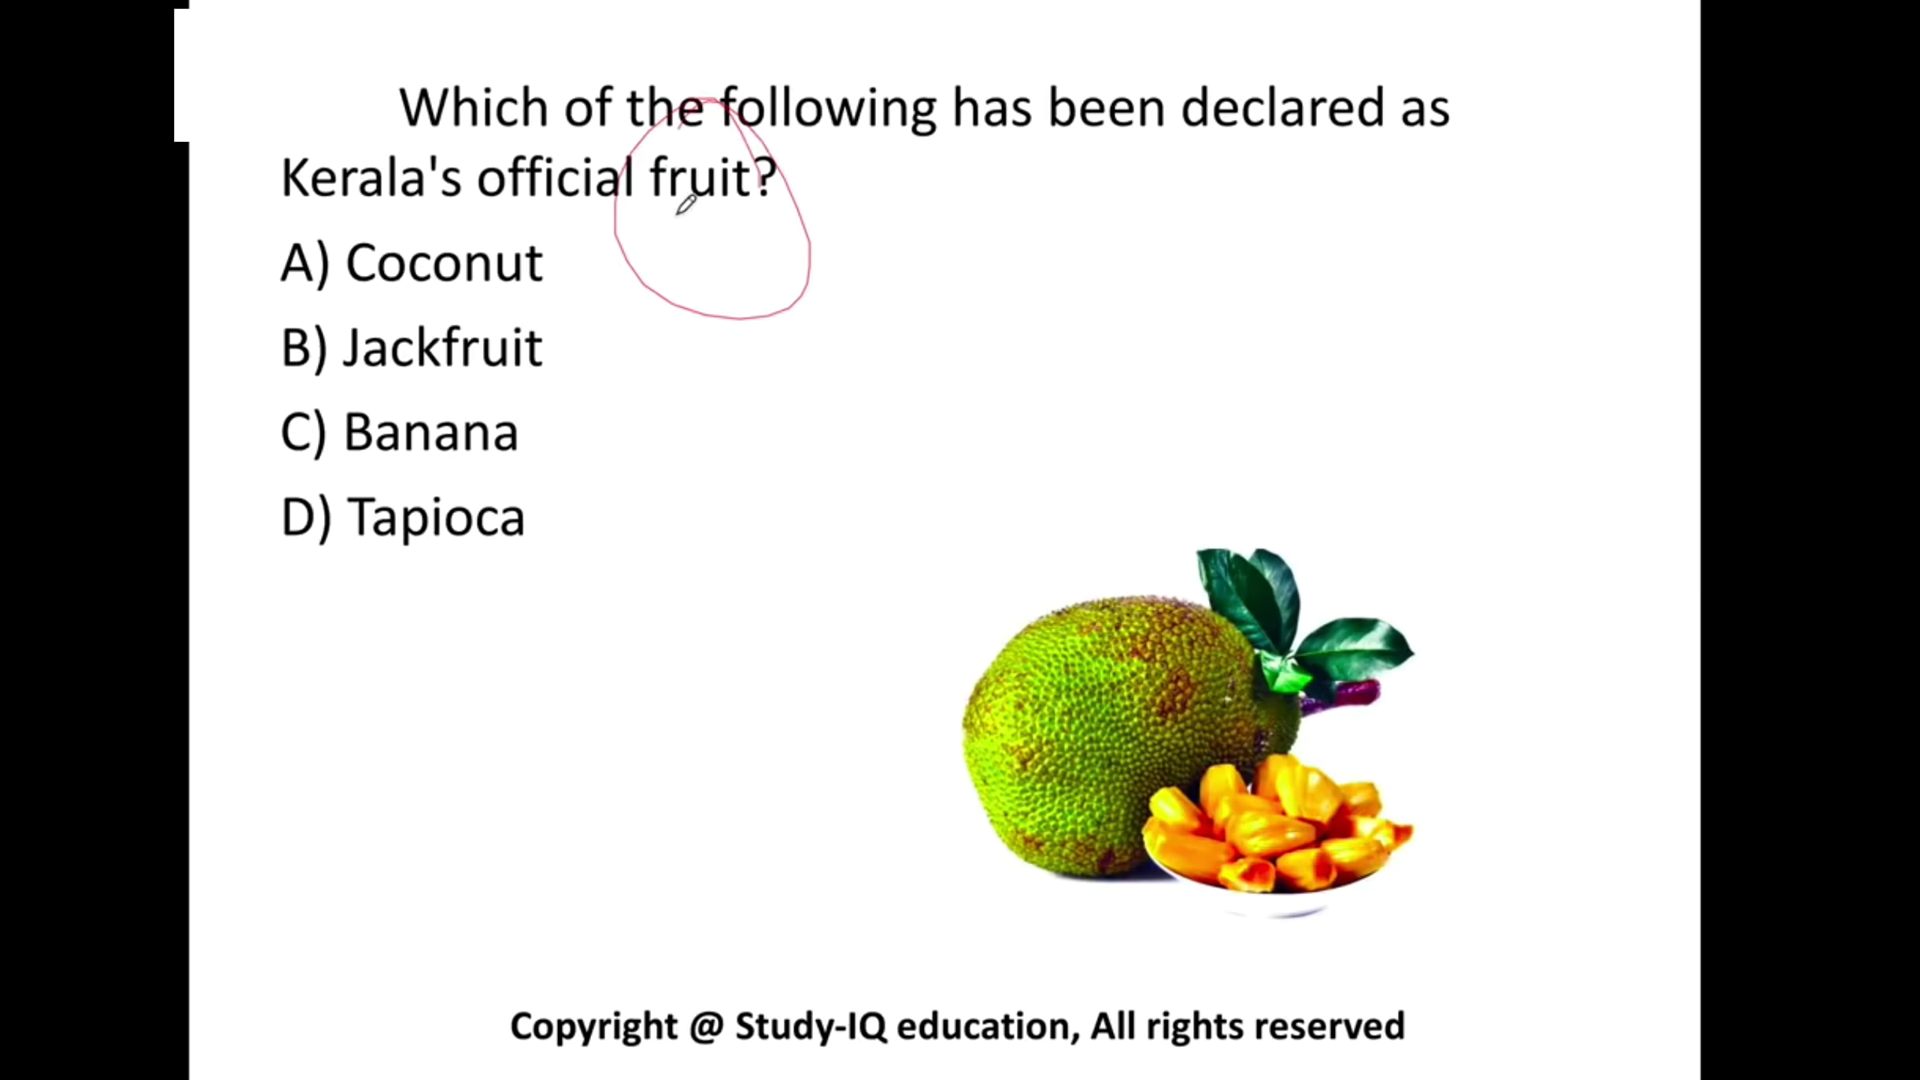 Which of the following has been declared as
Kerala's official fruit?
A) Coconut
B) Jackfruit
C) Banana
D) Tapioca
Copyright @ Study-IQ education, All rights reserved